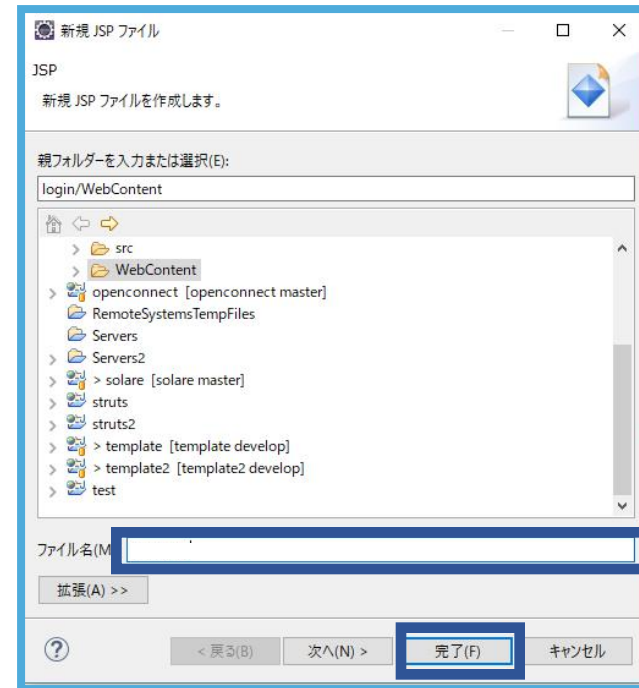 新規 JSP ファイル
JSP
新規 JSP ファイルを作成します。
親フォルダーを入力または選択(E):
login/WebContent
src
WebContent
openconnect [openconnect master]
RemoteSystemsTempFiles
Servers
Servers2
> solare [solare master]
struts
struts2
> template [template develop]
> template2 [template2 develop]
test
ファイル名(M
拡張(A) >>
< 戻る(B) 次へ(N) > 完了(F) キャンセル